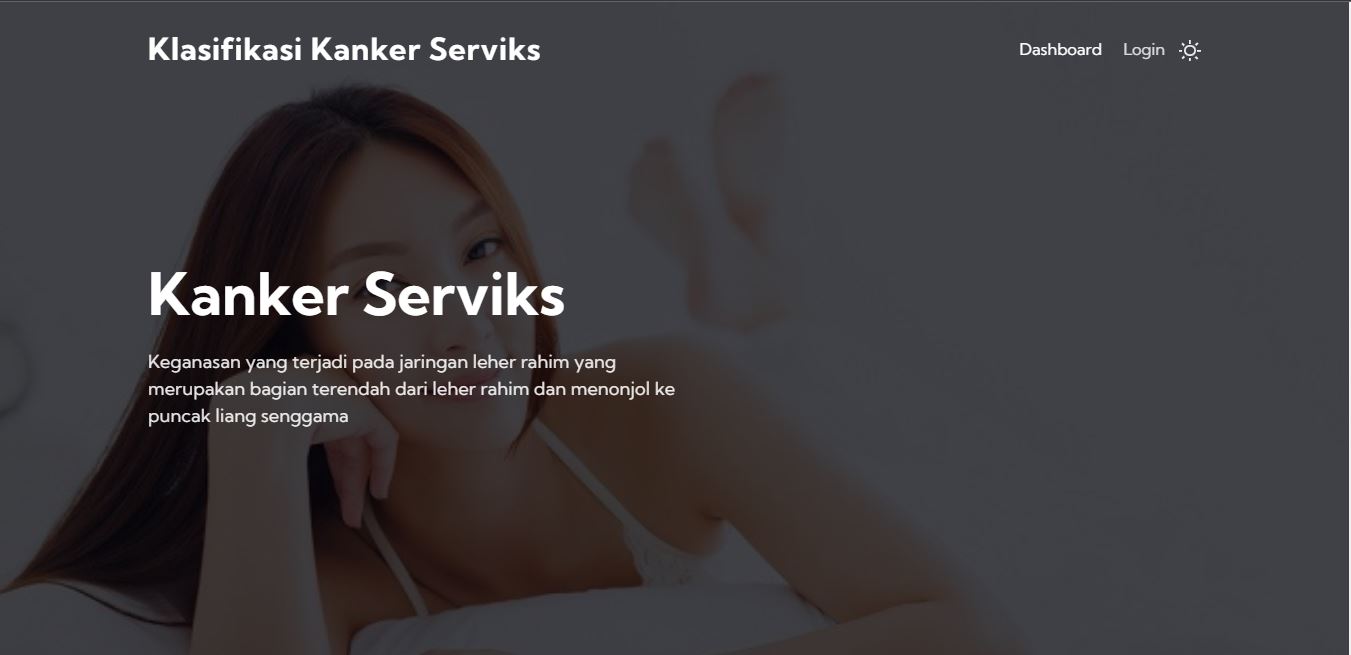 Klasifikasi Kanker Serviks
Dashboard Login
Kanker Serviks
Keganasan yang terjadi pada jaringan leher rahim yang
merupakan bagian terendah dari leher rahim dan menonjol ke
puncak liang senggama